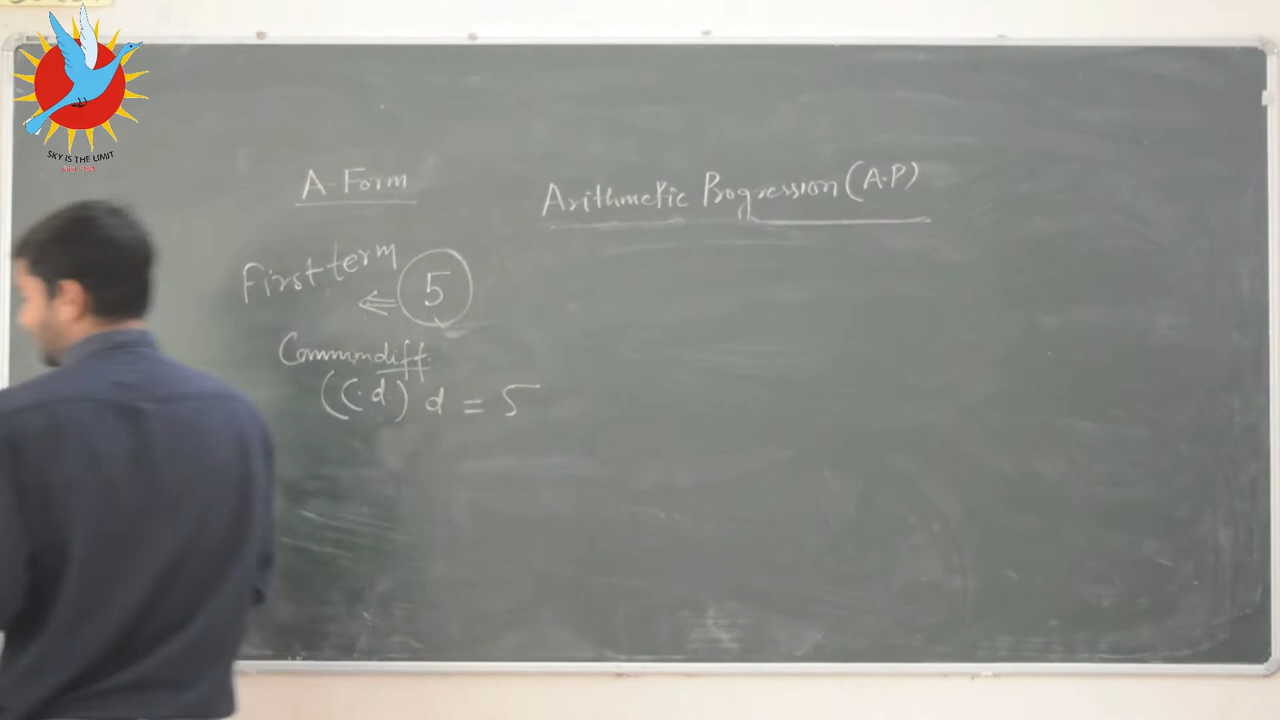 SKY IS THE LIMIT
A-Form
Arithmetic Progression (A.P)
First term
⇐ 5
Common diff.
(C.d.) d = 5